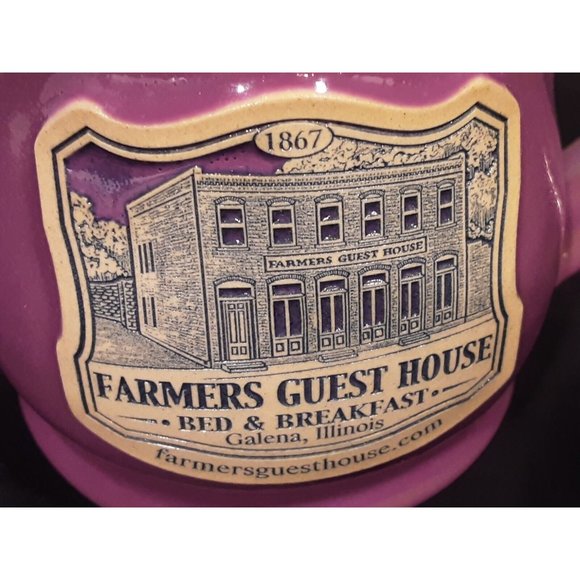 1867
FARMERS GUEST HOUSE
FARMERS GUEST HOUSE
• BED & BREAKFAST •
Galena, Illinois
farmersguesthouse.com